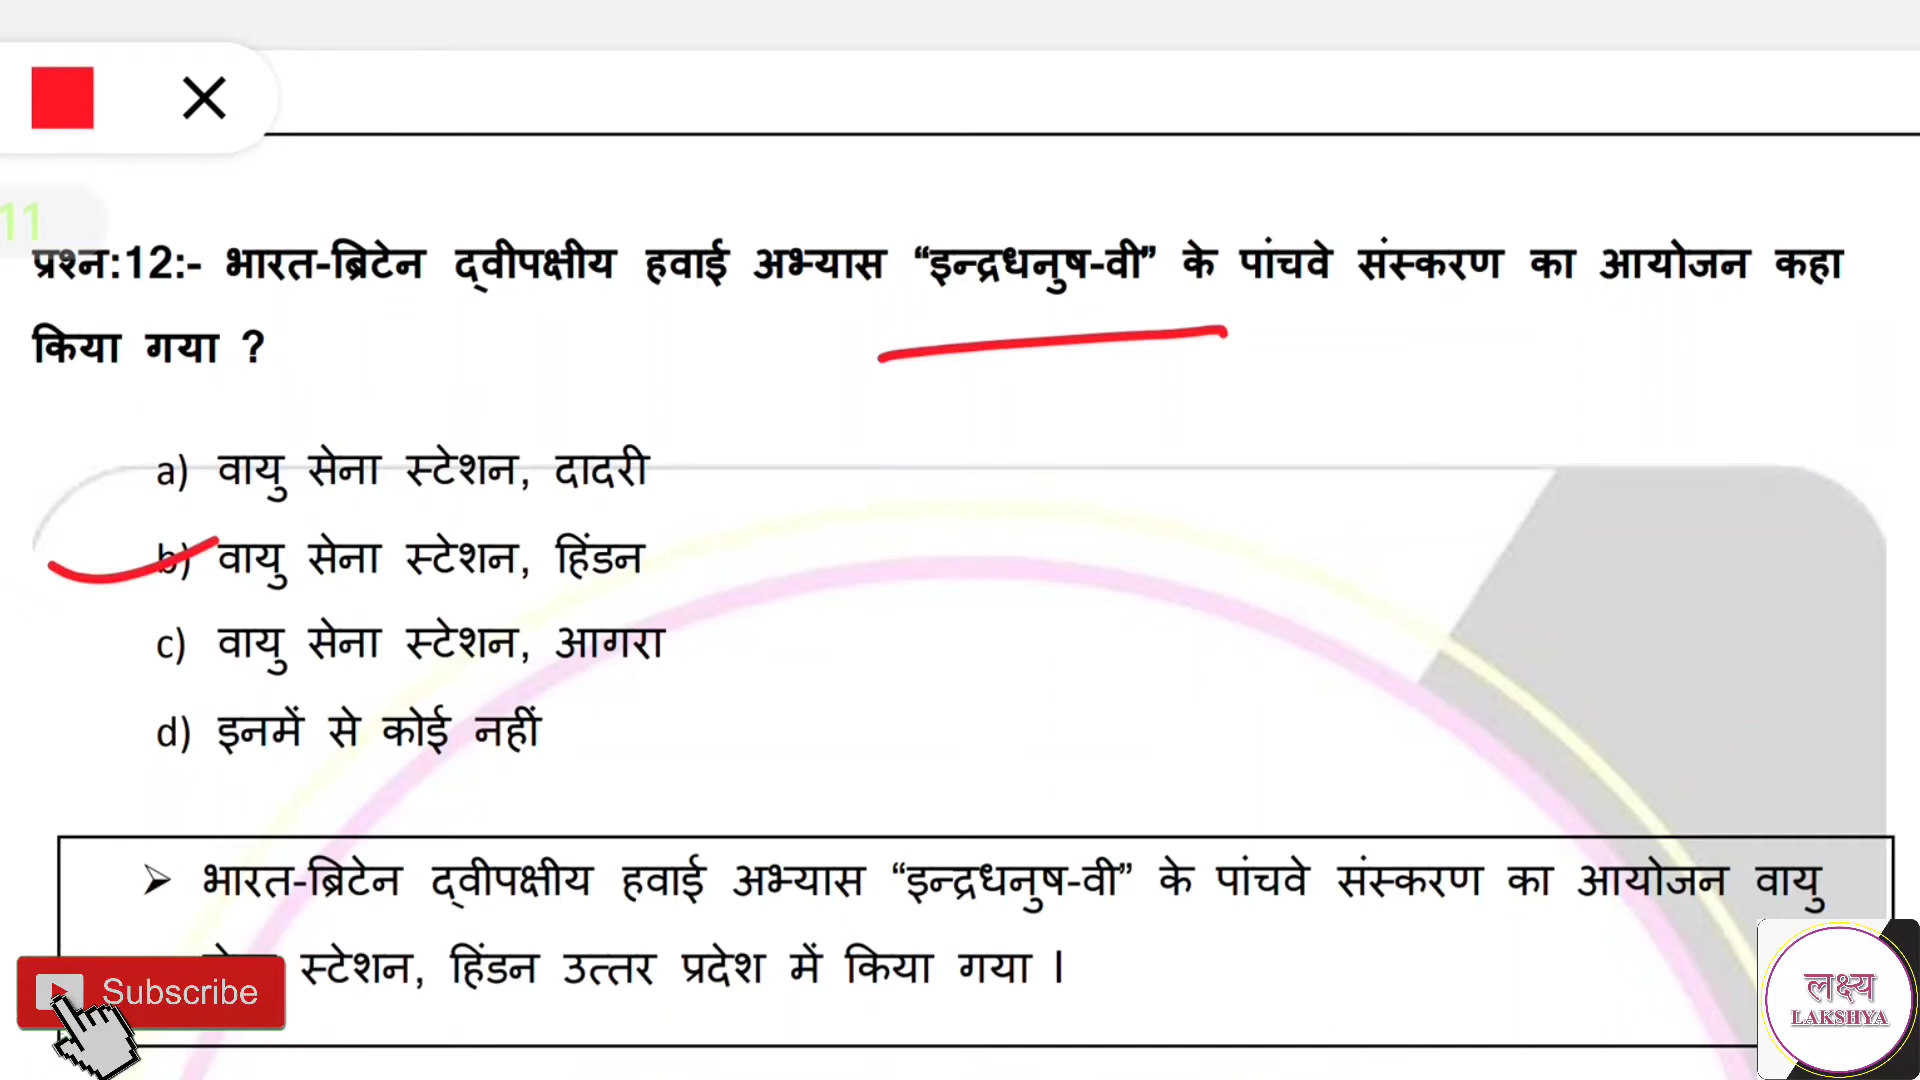 11
प्रश्न:12:- भारत-ब्रिटेन द्वीपक्षीय हवाई अभ्यास “इन्द्रधनुष-वी” के पांचवे संस्करण का आयोजन कहा
किया गया ?
a) वायु सेना स्टेशन, दादरी
b) वायु सेना स्टेशन, हिंडन
c) वायु सेना स्टेशन, आगरा
d) इनमें से कोई नहीं
➢ भारत-ब्रिटेन द्वीपक्षीय हवाई अभ्यास “इन्द्रधनुष-वी” के पांचवे संस्करण का आयोजन वायु
स्टेशन, हिंडन उत्तर प्रदेश में किया गया ।
Subscribe
लक्ष्य
LAKSHYA